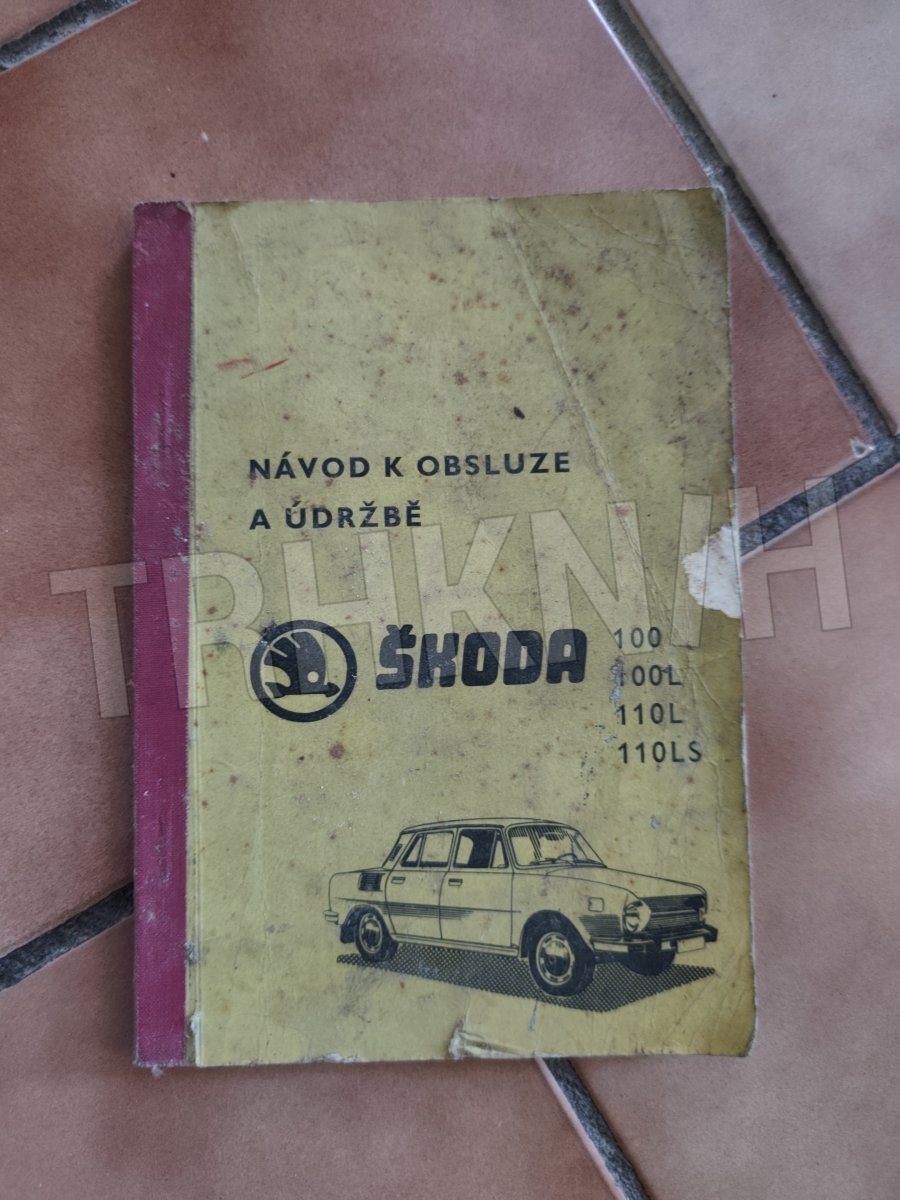 NÁVOD K OBSLUZE
A ÚDRŽBĚ
ŠKODA
100
100L
110L
110LS
TRHKNIH